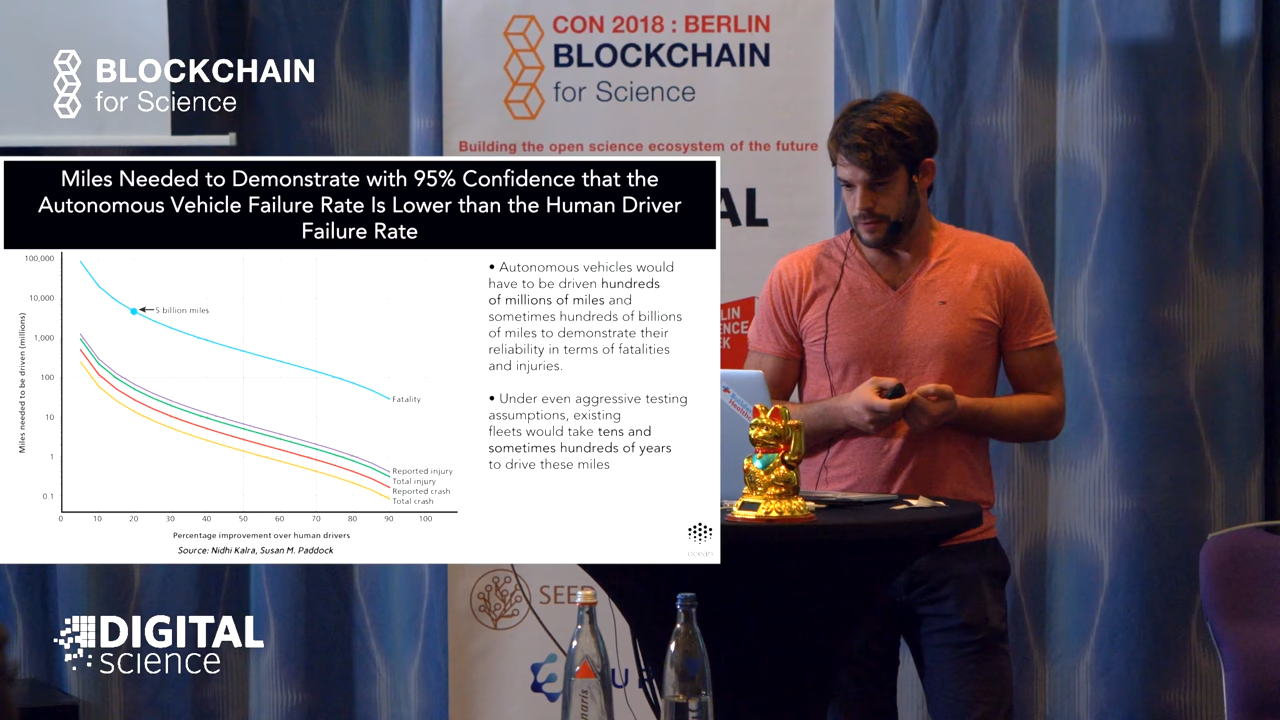 BLOCKCHAIN
for Science
CON 2018 : BERLIN
BLOCKCHAIN
for Science
Building the open science ecosystem of the future
Miles Needed to Demonstrate with 95% Confidence that the
Autonomous Vehicle Failure Rate Is Lower than the Human Driver
Failure Rate
Miles needed to be driven (millions)
100,000
10,000
1,000
100
10
1
0.1
5 billion miles
Fatality
Reported injury
Total injury
Reported crash
Total crash
0 10 20 30 40 50 60 70 80 90 100
Percentage improvement over human drivers
Source: Nidhi Kalra, Susan M. Paddock
• Autonomous vehicles would
have to be driven hundreds
of millions of miles and
sometimes hundreds of billions
of miles to demonstrate their
reliability in terms of fatalities
and injuries.
• Under even aggressive testing
assumptions, existing
fleets would take tens and
sometimes hundreds of years
to drive these miles
ocean
AL
DIGITAL
science
SEED
UP